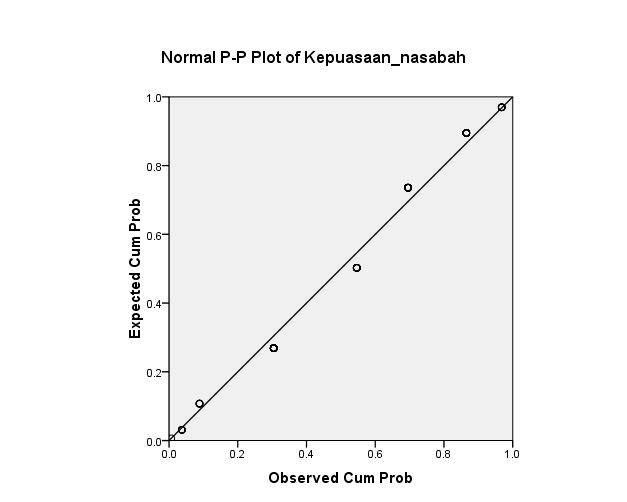 Normal P-P Plot of Kepuasaan_nasabah
Expected Cum Prob
1.0
0.8
0.6
0.4
0.2
0.0
0.0 0.2 0.4 0.6 0.8 1.0
Observed Cum Prob